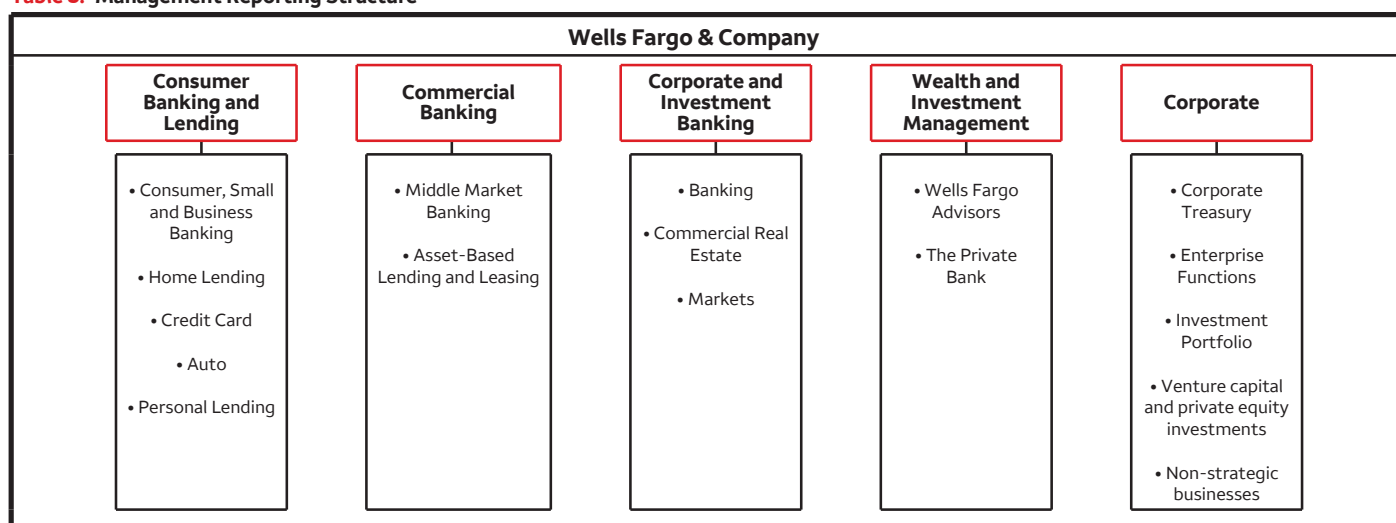 Management Reporting Structure
Wells Fargo & Company
Consumer
Banking and
Lending
• Consumer, Small
and Business
Banking
• Home Lending
• Credit Card
• Auto
• Personal Lending
Commercial
Banking
• Middle Market
Banking
• Asset-Based
Lending and Leasing
Corporate and
Investment
Banking
• Banking
• Commercial Real
Estate
• Markets
Wealth and
Investment
Management
• Wells Fargo
Advisors
• The Private
Bank
Corporate
• Corporate
Treasury
• Enterprise
Functions
• Investment
Portfolio
• Venture capital
and private equity
investments
• Non-strategic
businesses